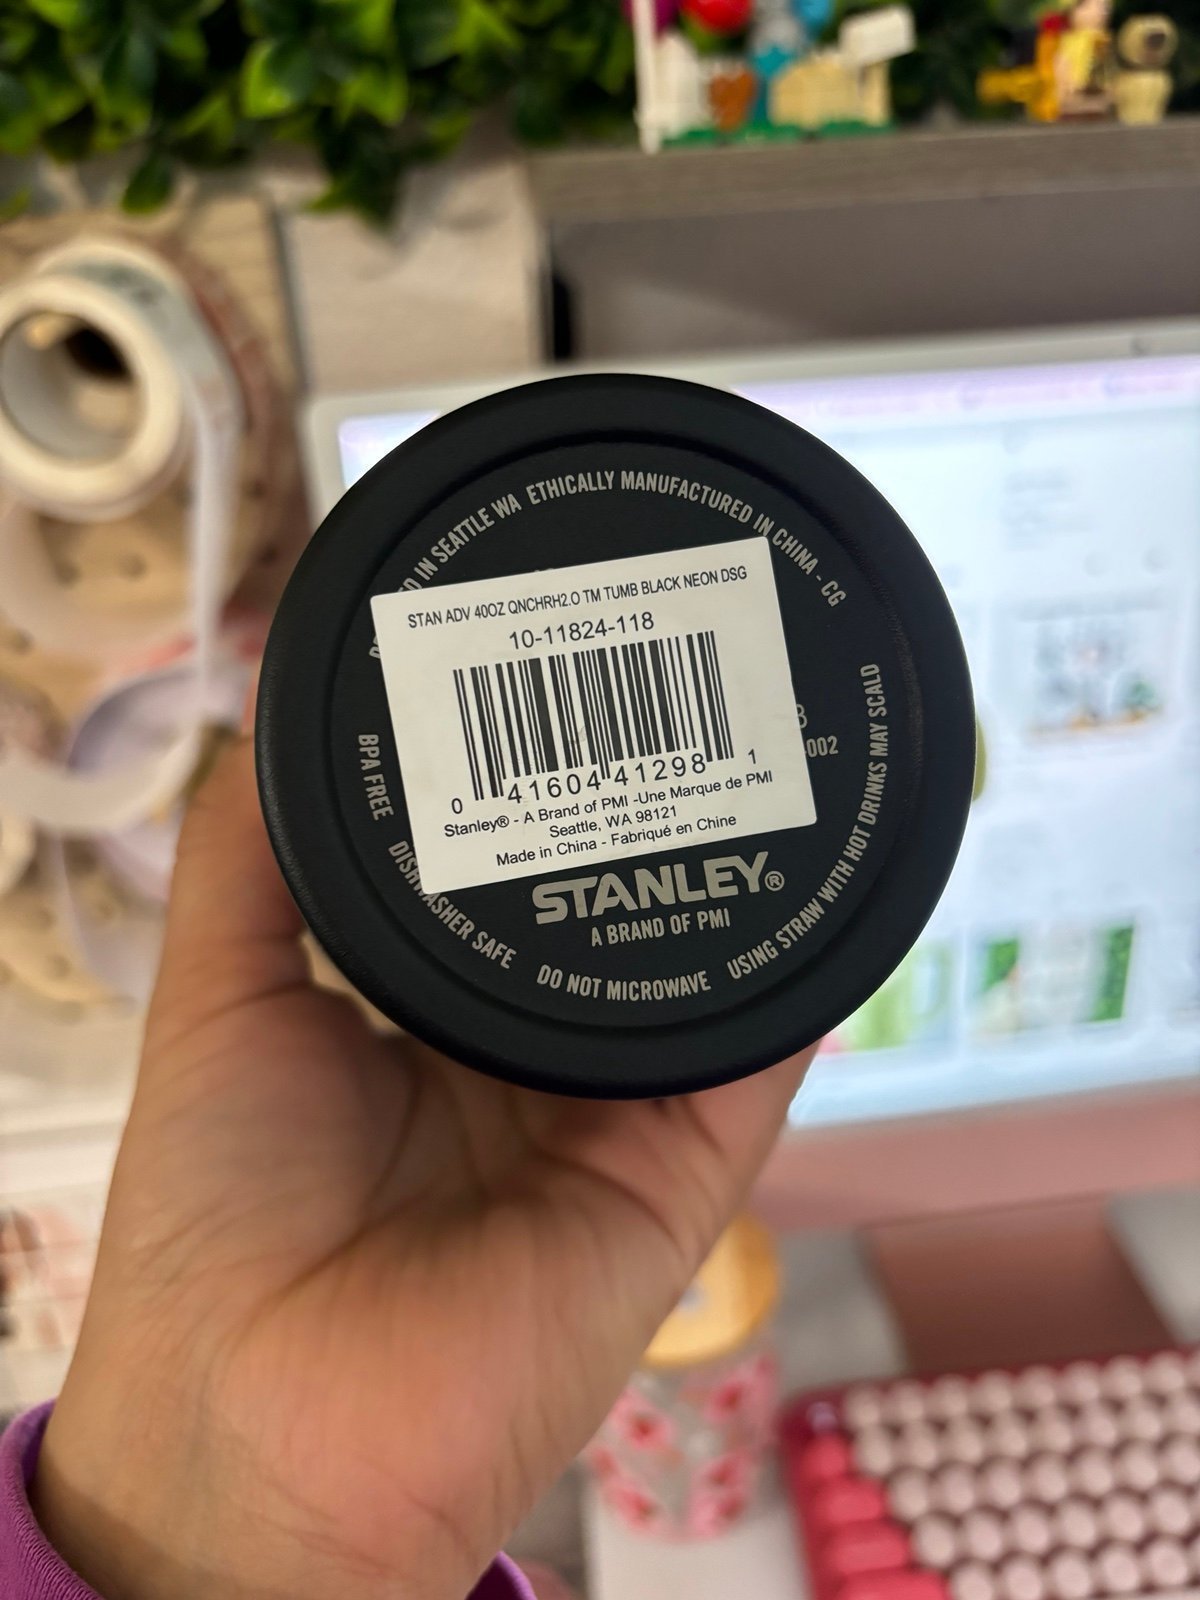 IN SEATTLE WA ETHICALLY MANUFACTURED IN CHINA - CG
STAN ADV 40OZ QNCHRH2.O TM TUMB BLACK NEON DSG
10-11824-118
0 41604 41298 1
Stanley® - A Brand of PMI -Une Marque de PMI
Seattle, WA 98121
Made in China - Fabriqué en Chine
-002
STANLEY®
A BRAND OF PMI
BPA FREE
DISHWASHER SAFE
DO NOT MICROWAVE
USING STRAW WITH HOT DRINKS MAY SCALD